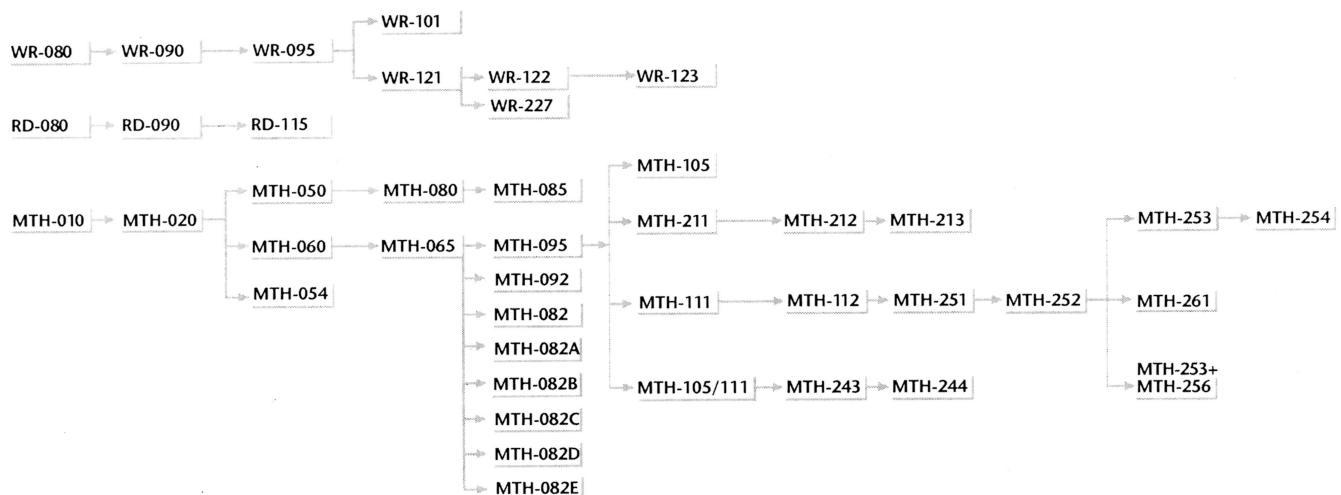 WR-101
WR-080 WR-090 WR-095
WR-121 WR-122 WR-123
WR-227
RD-080 RD-090 RD-115
MTH-105
MTH-050 MTH-080 MTH-085
MTH-010 MTH-020 MTH-211 MTH-212 MTH-213 MTH-253 MTH-254
MTH-060 MTH-065 MTH-095
MTH-092
MTH-054
MTH-111 MTH-112 MTH-251 MTH-252 MTH-261
MTH-082
MTH-082A
MTH-253+
MTH-082B MTH-105/111 MTH-243 MTH-244 MTH-256
MTH-082C
MTH-082D
MTH-082E